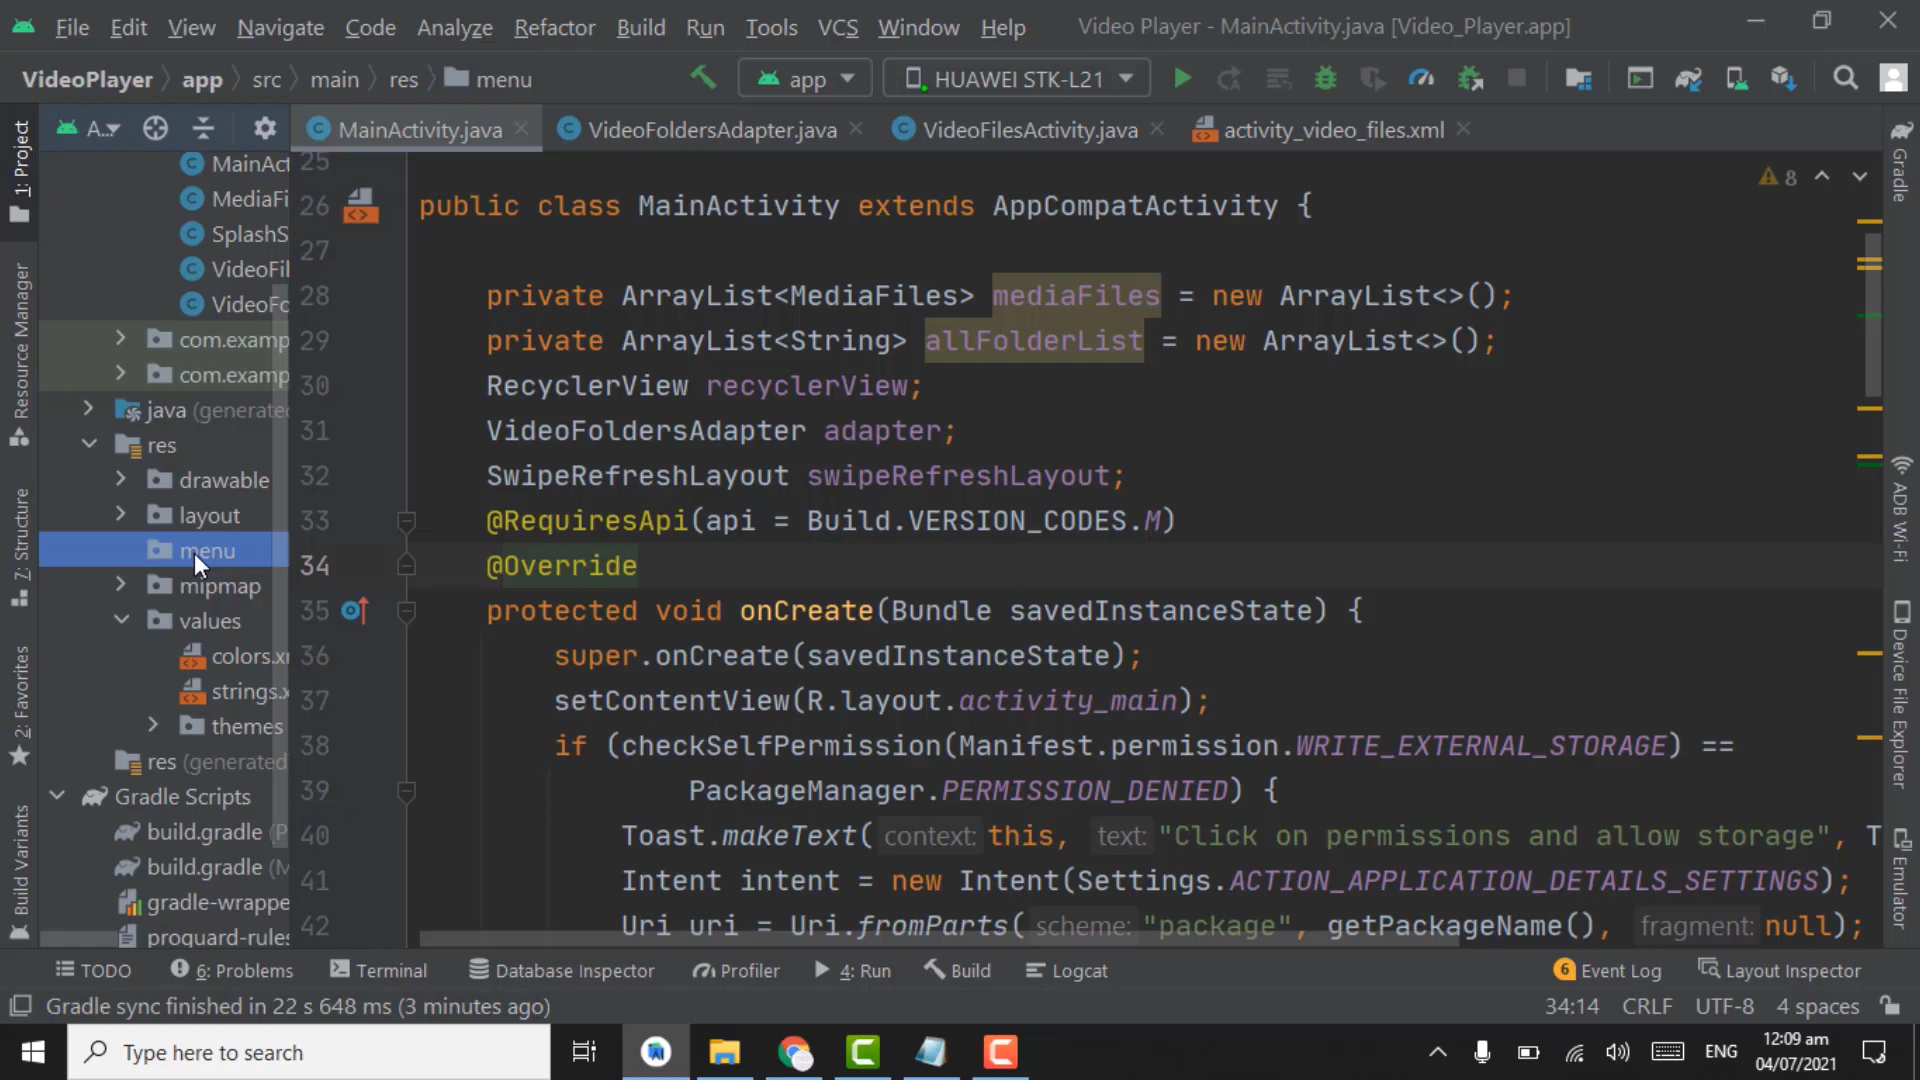 File Edit View Navigate Code Analyze Refactor Build Run Tools VCS Window Help Video Player - MainActivity.java [Video_Player.app]
VideoPlayer app src main res menu app HUAWEI STK-L21
A... MainActivity.java VideoFoldersAdapter.java VideoFilesActivity.java activity_video_files.xml
1: Project
Resource Manager
7: Structure
2: Favorites
Build Variants
MainAct
MediaFi
SplashS
VideoFil
VideoFo
com.examp
com.examp
java (generated
res
drawable
layout
menu
mipmap
values
colors.x
strings.x
themes
res (generated
Gradle Scripts
build.gradle (P
build.gradle (M
gradle-wrappe
proguard-rules
25
26 public class MainActivity extends AppCompatActivity {
27
28 private ArrayList<MediaFiles> mediaFiles = new ArrayList<>();
29 private ArrayList<String> allFolderList = new ArrayList<>();
30 RecyclerView recyclerView;
31 VideoFoldersAdapter adapter;
32 SwipeRefreshLayout swipeRefreshLayout;
33 @RequiresApi(api = Build.VERSION_CODES.M)
34 @Override
35 protected void onCreate(Bundle savedInstanceState) {
36 super.onCreate(savedInstanceState);
37 setContentView(R.layout.activity_main);
38 if (checkSelfPermission(Manifest.permission.WRITE_EXTERNAL_STORAGE) ==
39 PackageManager.PERMISSION_DENIED) {
40 Toast.makeText( context: this, text: "Click on permissions and allow storage", T
41 Intent intent = new Intent(Settings.ACTION_APPLICATION_DETAILS_SETTINGS);
42 Uri uri = Uri.fromParts( scheme: "package", getPackageName(), fragment: null);
8
Gradle
ADB Wi-Fi
Device File Explorer
Emulator
TODO 6: Problems Terminal Database Inspector Profiler 4: Run Build Logcat 6 Event Log Layout Inspector
Gradle sync finished in 22 s 648 ms (3 minutes ago) 34:14 CRLF UTF-8 4 spaces
Type here to search ENG 12:09 am
04/07/2021